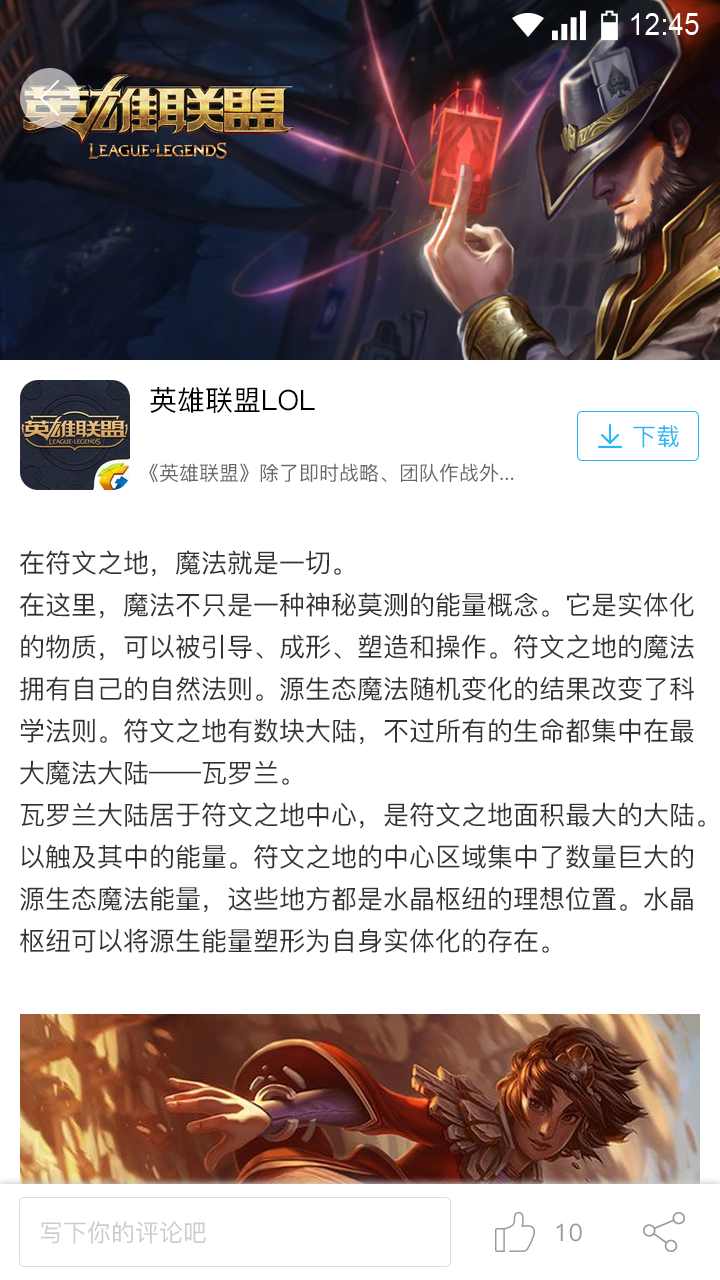 12:45
英雄联盟
LEAGUE OF LEGENDS
英雄联盟
LEAGUE OF LEGENDS
英雄联盟LOL
《英雄联盟》除了即时战略、团队作战外...
下载
在符文之地，魔法就是一切。
在这里，魔法不只是一种神秘莫测的能量概念。它是实体化
的物质，可以被引导、成形、塑造和操作。符文之地的魔法
拥有自己的自然法则。源生态魔法随机变化的结果改变了科
学法则。符文之地有数块大陆，不过所有的生命都集中在最
大魔法大陆——瓦罗兰。
瓦罗兰大陆居于符文之地中心，是符文之地面积最大的大陆。
以触及其中的能量。符文之地的中心区域集中了数量巨大的
源生态魔法能量，这些地方都是水晶枢纽的理想位置。水晶
枢纽可以将源生能量塑形为自身实体化的存在。
写下你的评论吧
10